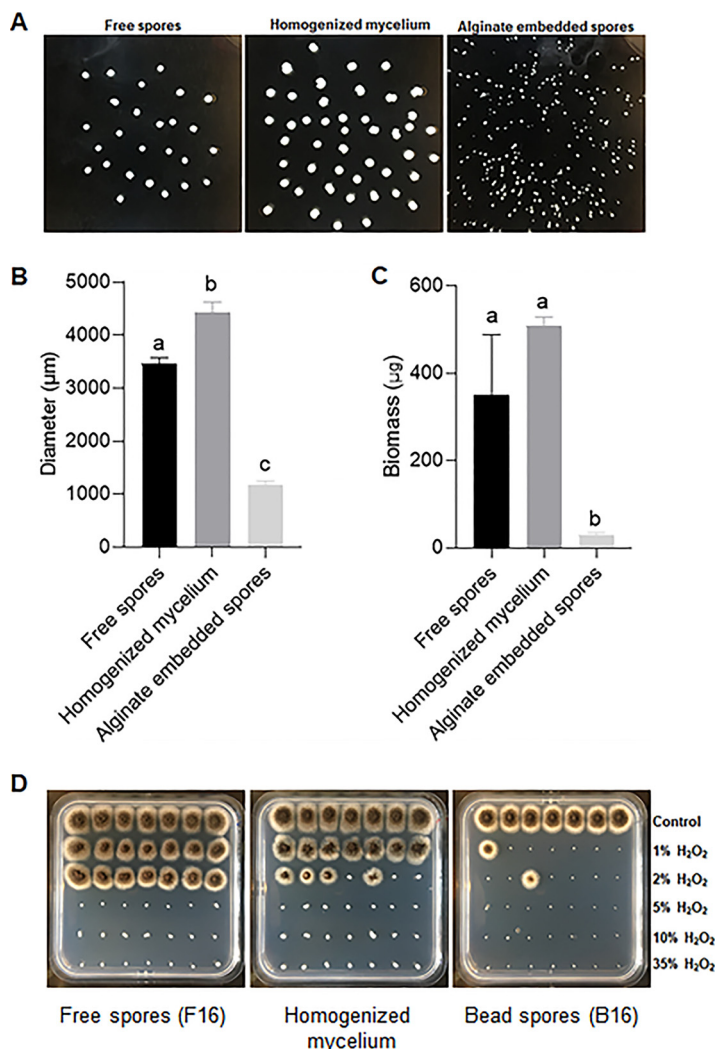 A
Free spores
Homogenized mycelium
Alginate embedded spores
B
5000
4000
3000
2000
1000
0
Diameter (µm)
a
b
c
Free spores
Homogenized mycelium
Alginate embedded spores
C
600
400
200
0
Biomass (µg)
a
a
b
Free spores
Homogenized mycelium
Alginate embedded spores
D
Control
1% H₂O₂
2% H₂O₂
5% H₂O₂
10% H₂O₂
35% H₂O₂
Free spores (F16)
Homogenized
mycelium
Bead spores (B16)